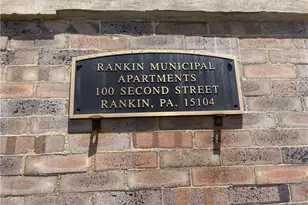 RANKIN MUNICIPAL
APARTMENTS
100 SECOND STREET
RANKIN, PA. 15104